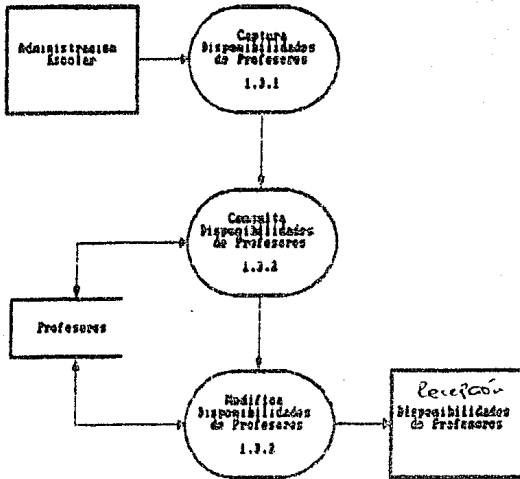 Administracion
Escolar
Captura
Disponibilidades
de Profesores
1.3.1
Consulta
Disponibilidades
de Profesores
1.3.2
Profesores
Modifica
Disponibilidades
de Profesores
1.3.2
Recepción
Disponibilidades
de Profesores